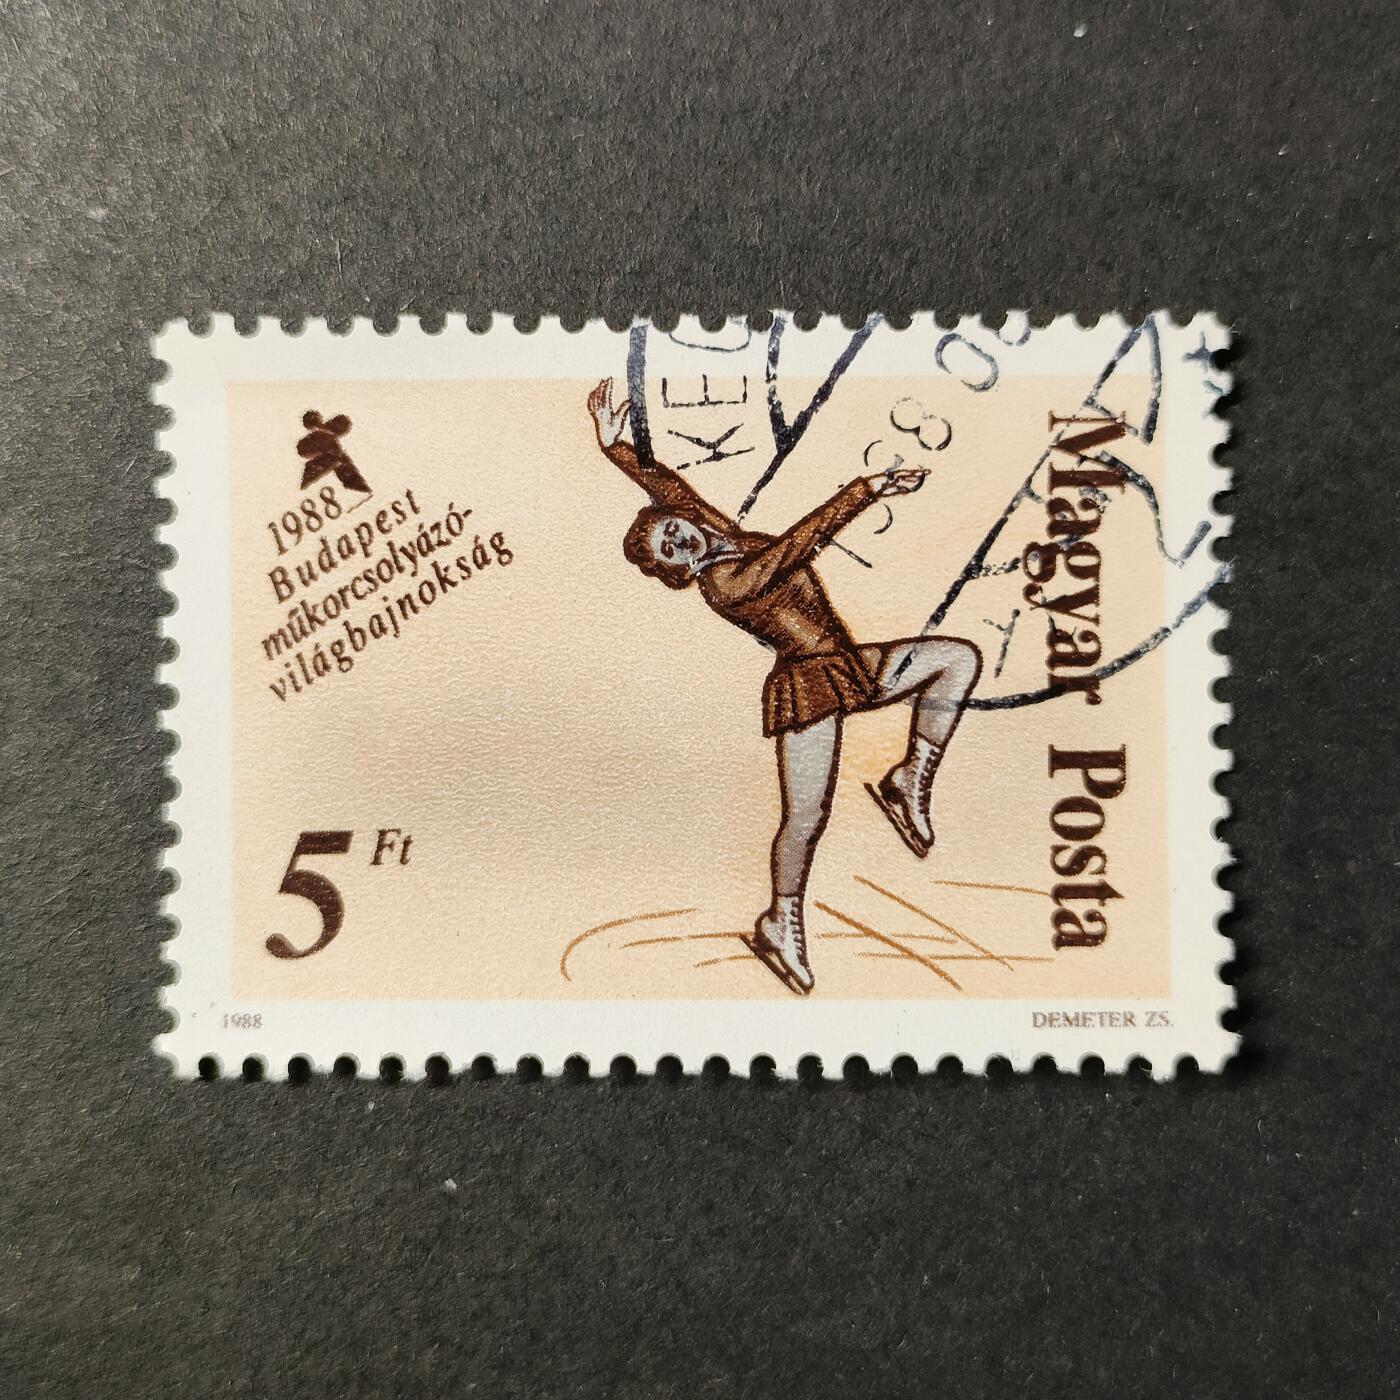 1988
Budapest
műkorcsolyázó-
világbajnokság
5 Ft
Magyar Posta
1988
DEMETER ZS.